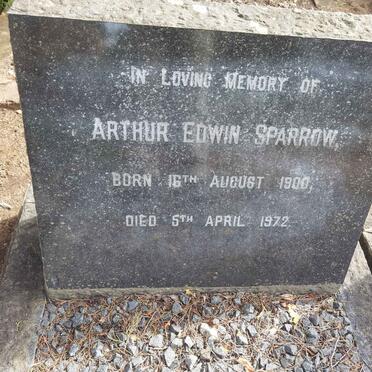 IN LOVING MEMORY OF
ARTHUR EDWIN SPARROW,
BORN 16TH AUGUST, 1900,
DIED 5TH APRIL 1972